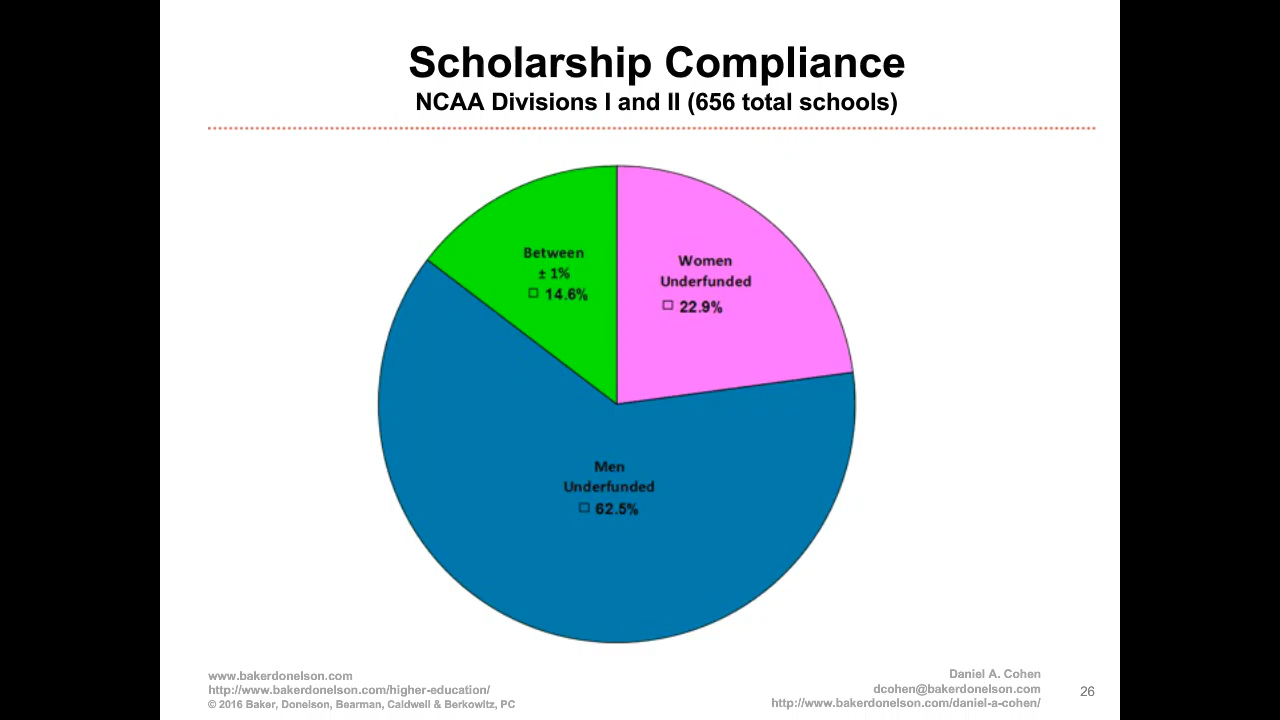 Scholarship Compliance
NCAA Divisions I and II (656 total schools)
Between
± 1%
□ 14.6%
Women
Underfunded
□ 22.9%
Men
Underfunded
□ 62.5%
www.bakerdonelson.com
http://www.bakerdonelson.com/higher-education/
© 2016 Baker, Donelson, Bearman, Caldwell & Berkowitz, PC
Daniel A. Cohen
dcohen@bakerdonelson.com
http://www.bakerdonelson.com/daniel-a-cohen/
26